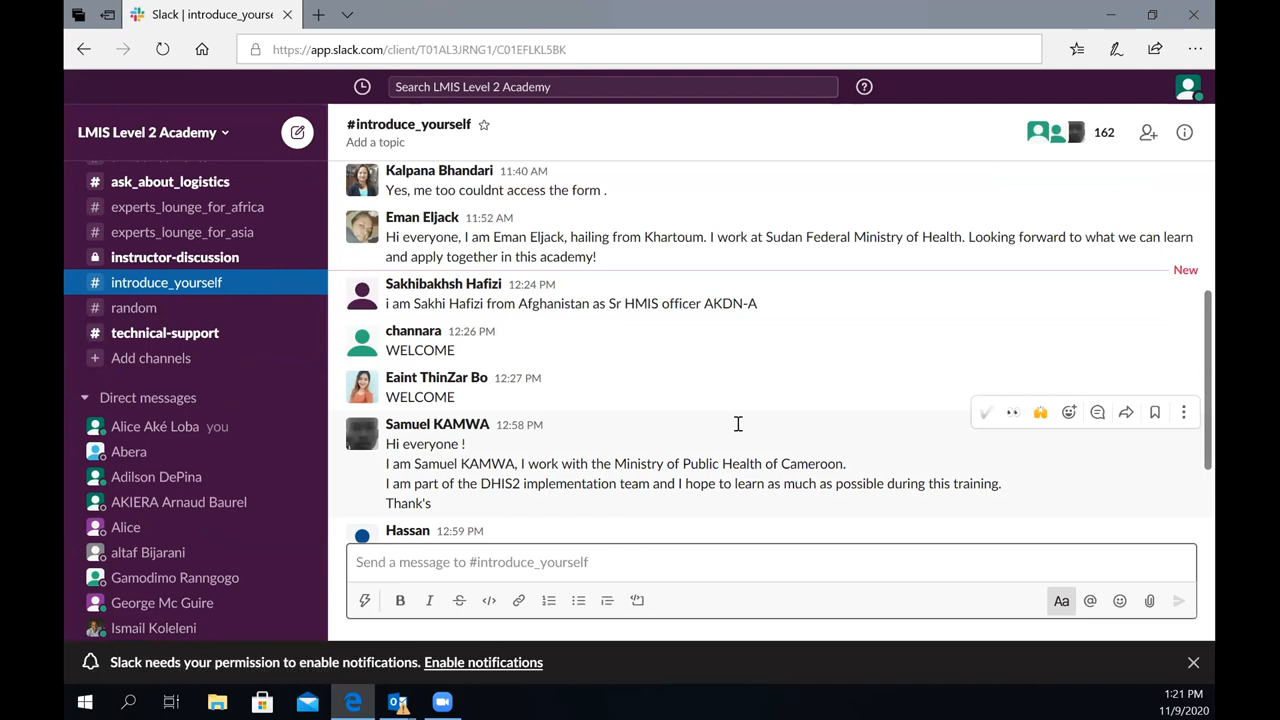 Slack | introduce_yourse
https://app.slack.com/client/T01AL3JRNG1/C01EFLKL5BK
Search LMIS Level 2 Academy
LMIS Level 2 Academy
# ask_about_logistics
# experts_lounge_for_africa
# experts_lounge_for_asia
instructor-discussion
# introduce_yourself
# random
# technical-support
+ Add channels
Direct messages
Alice Aké Loba you
Abera
Adilson DePina
AKIERA Arnaud Baurel
Alice
altaf Bijarani
Gamodimo Ranngogo
George Mc Guire
Ismail Koleleni
#introduce_yourself
162
Add a topic
Kalpana Bhandari 11:40 AM
Yes, me too couldnt access the form .
Eman Eljack 11:52 AM
Hi everyone, I am Eman Eljack, hailing from Khartoum. I work at Sudan Federal Ministry of Health. Looking forward to what we can learn
and apply together in this academy!
New
Sakhibakhsh Hafizi 12:24 PM
i am Sakhi Hafizi from Afghanistan as Sr HMIS officer AKDN-A
channara 12:26 PM
WELCOME
Eaint ThinZar Bo 12:27 PM
WELCOME
Samuel KAMWA 12:58 PM
Hi everyone !
I am Samuel KAMWA, I work with the Ministry of Public Health of Cameroon.
I am part of the DHIS2 implementation team and I hope to learn as much as possible during this training.
Thank's
Hassan 12:59 PM
Send a message to #introduce_yourself
B I S Aa @
Slack needs your permission to enable notifications. Enable notifications
1:21 PM
11/9/2020